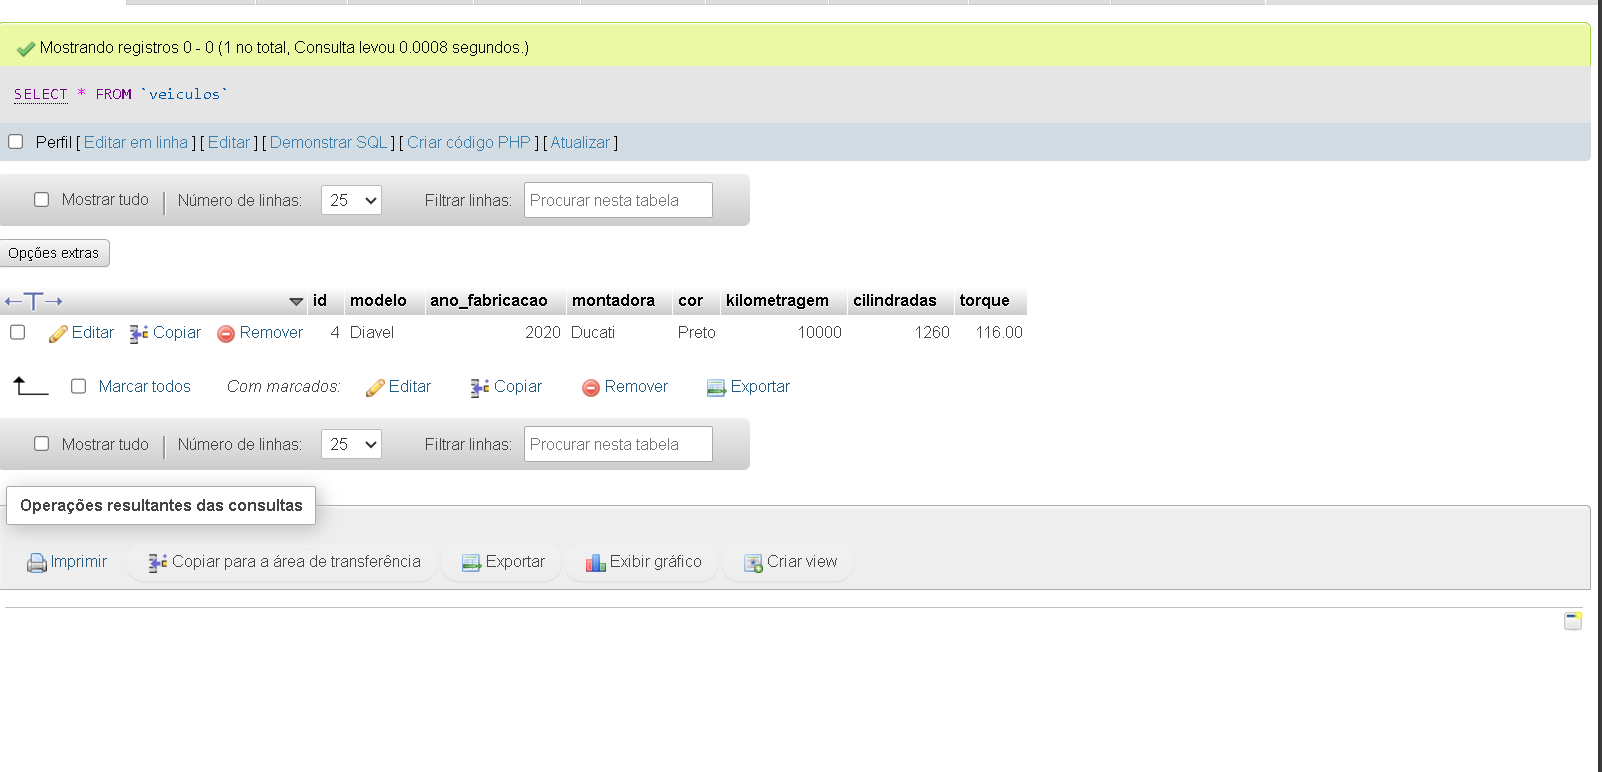 Mostrando registros 0 - 0 (1 no total, Consulta levou 0.0008 segundos.)
SELECT * FROM `veiculos`
Perfil [ Editar em linha ] [ Editar ] [ Demonstrar SQL ] [ Criar código PHP ] [ Atualizar ]
Mostrar tudo Número de linhas: 25 Filtrar linhas: Procurar nesta tabela
Opções extras
id modelo ano_fabricacao montadora cor kilometragem cilindradas torque
Editar Copiar Remover 4 Diavel 2020 Ducati Preto 10000 1260 116.00
Marcar todos Com marcados: Editar Copiar Remover Exportar
Mostrar tudo Número de linhas: 25 Filtrar linhas: Procurar nesta tabela
Operações resultantes das consultas
Imprimir Copiar para a área de transferência Exportar Exibir gráfico Criar view